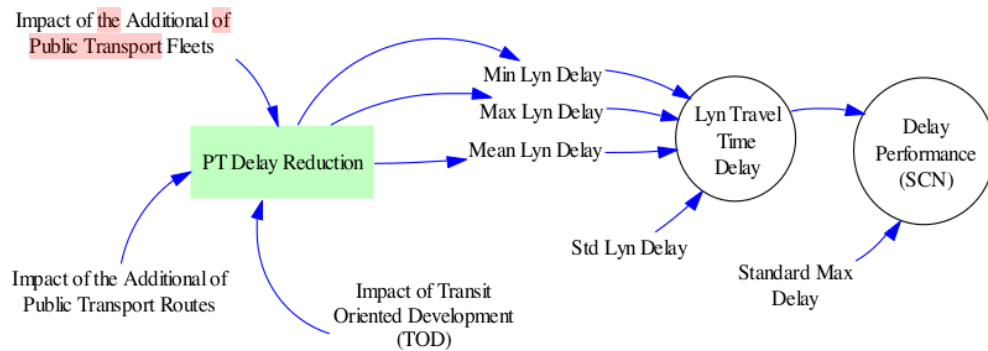 Impact of the Additional of
Public Transport Fleets
Min Lyn Delay
Max Lyn Delay
Mean Lyn Delay
PT Delay Reduction
Lyn Travel
Time
Delay
Delay
Performance
(SCN)
Std Lyn Delay
Standard Max
Delay
Impact of the Additional of
Public Transport Routes
Impact of Transit
Oriented Development
(TOD)